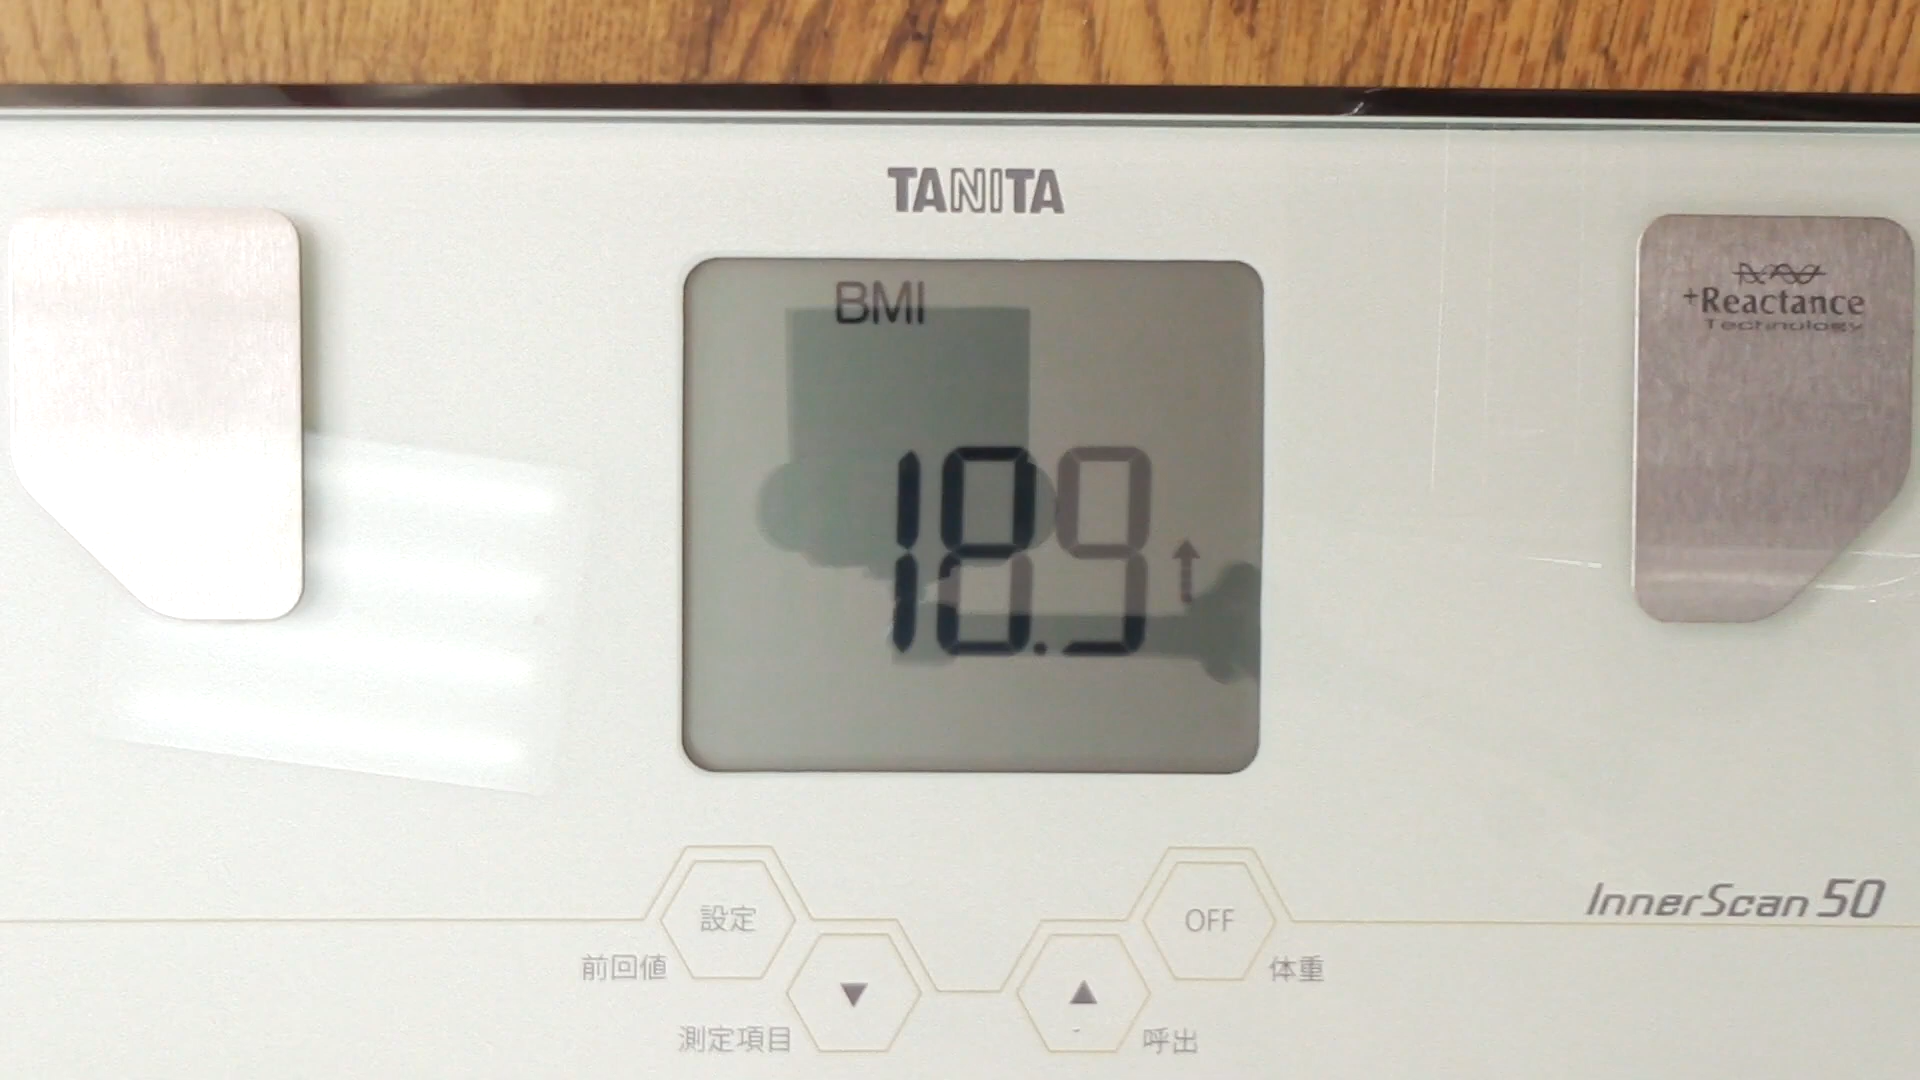 TANITA
BMI
18.9
+Reactance
Technology
InnerScan 50
設定
OFF
前回値
体重
▼
▲
測定項目
呼出